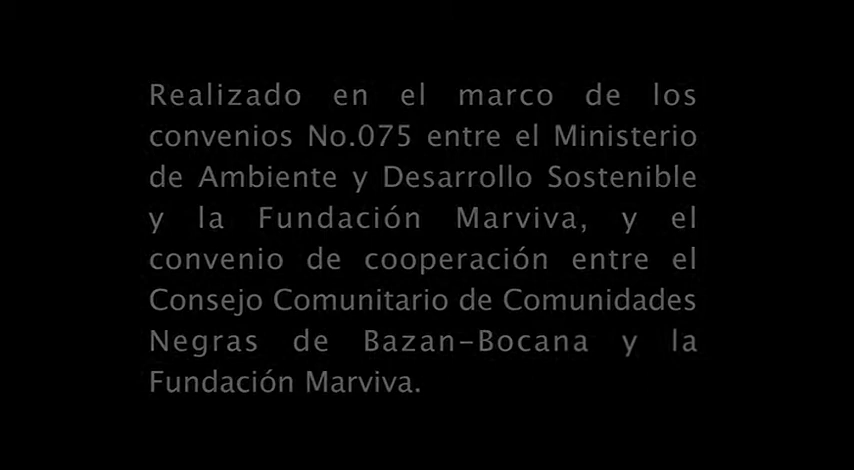 Realizado en el marco de los
convenios No.075 entre el Ministerio
de Ambiente y Desarrollo Sostenible
y la Fundación Marviva, y el
convenio de cooperación entre el
Consejo Comunitario de Comunidades
Negras de Bazan-Bocana y la
Fundación Marviva.